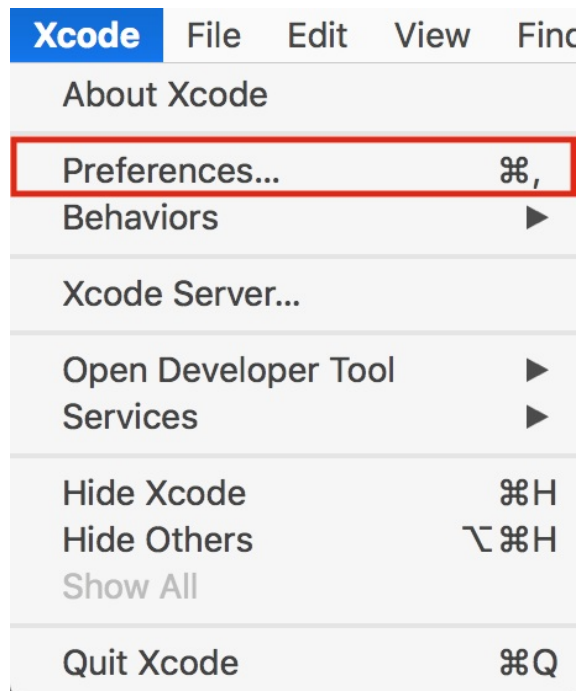 Xcode File Edit View Find
About Xcode
Preferences... ⌘,
Behaviors ▶
Xcode Server...
Open Developer Tool ▶
Services ▶
Hide Xcode ⌘H
Hide Others ⌥⌘H
Show All
Quit Xcode ⌘Q